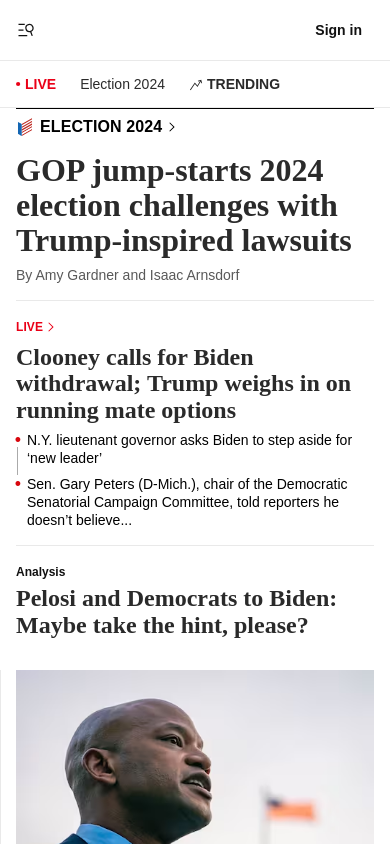 Sign in
LIVE
Election 2024
TRENDING
ELECTION 2024
GOP jump-starts 2024
election challenges with
Trump-inspired lawsuits
By Amy Gardner and Isaac Arnsdorf
LIVE
Clooney calls for Biden
withdrawal; Trump weighs in on
running mate options
N.Y. lieutenant governor asks Biden to step aside for
‘new leader’
Sen. Gary Peters (D-Mich.), chair of the Democratic
Senatorial Campaign Committee, told reporters he
doesn’t believe...
Analysis
Pelosi and Democrats to Biden:
Maybe take the hint, please?